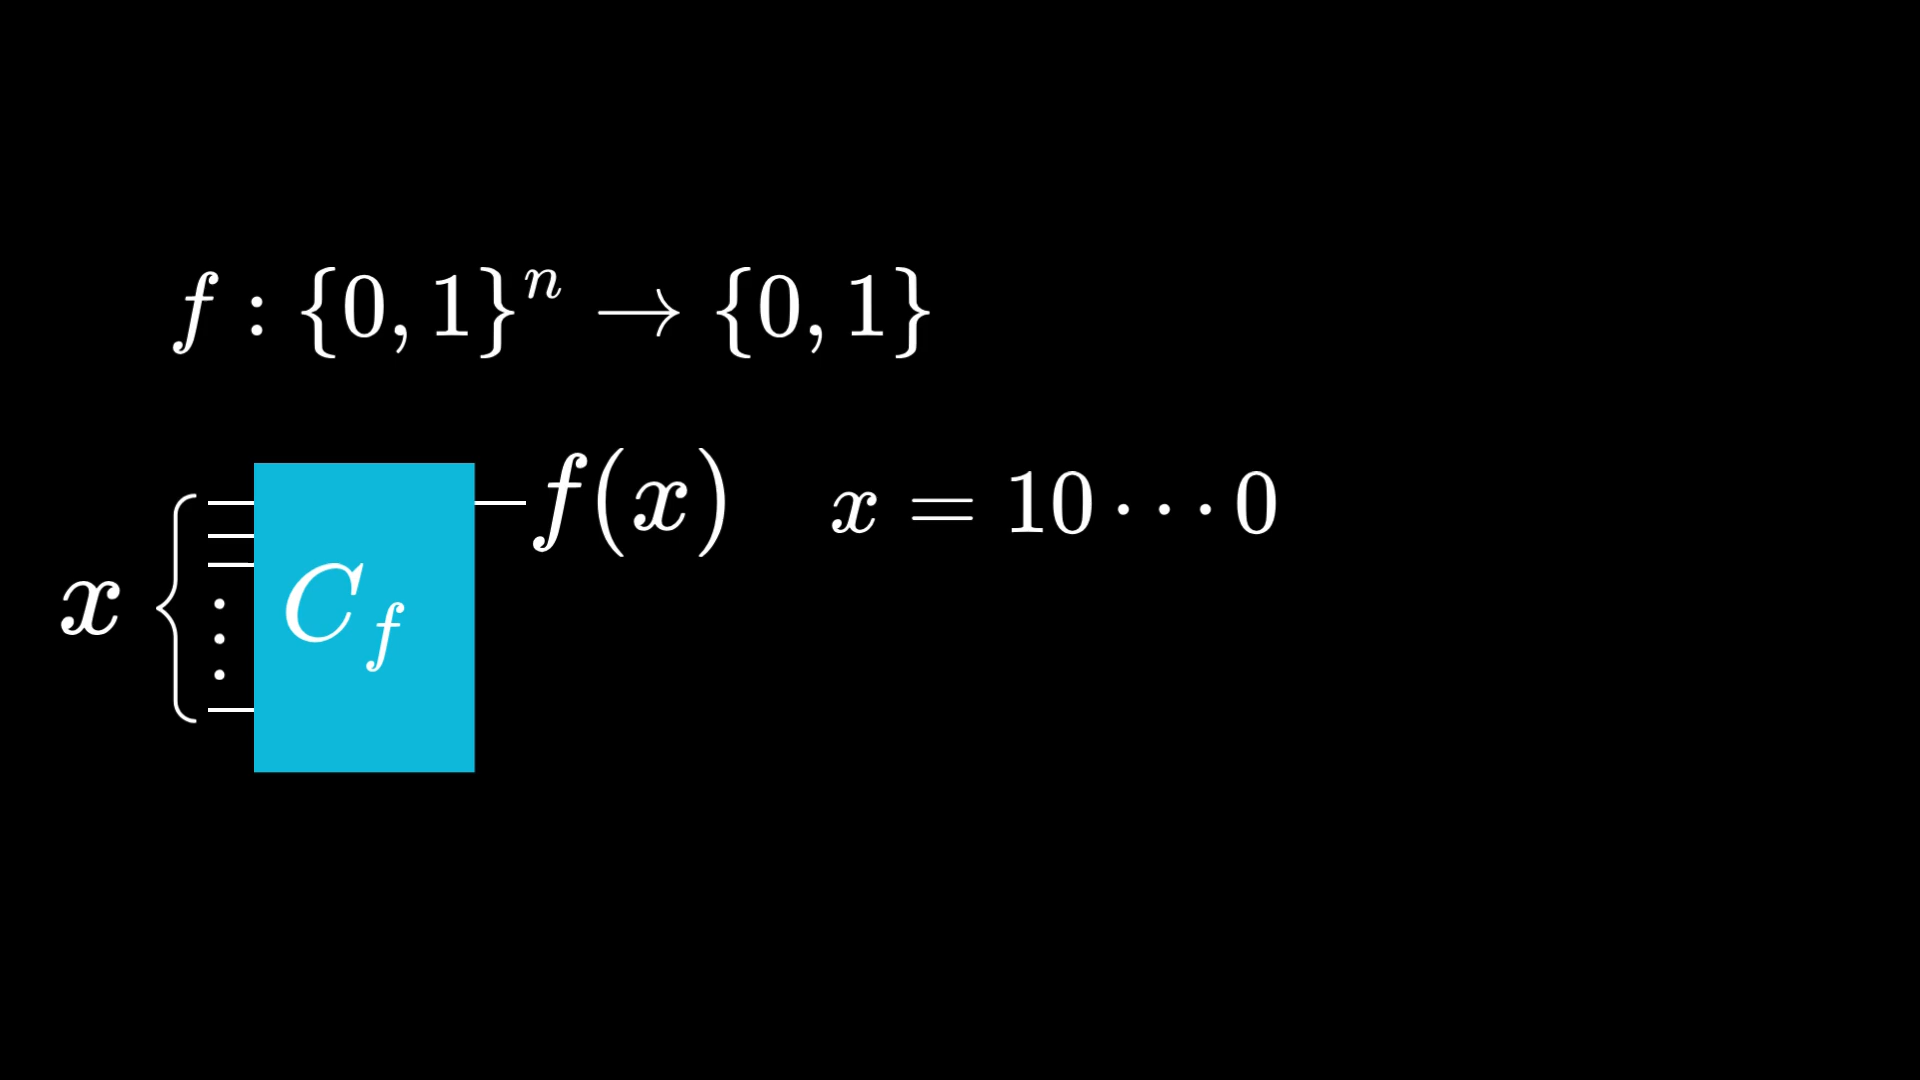 f : {0, 1}ⁿ → {0, 1}
f(x) x = 10 ⋯ 0
x { C_f